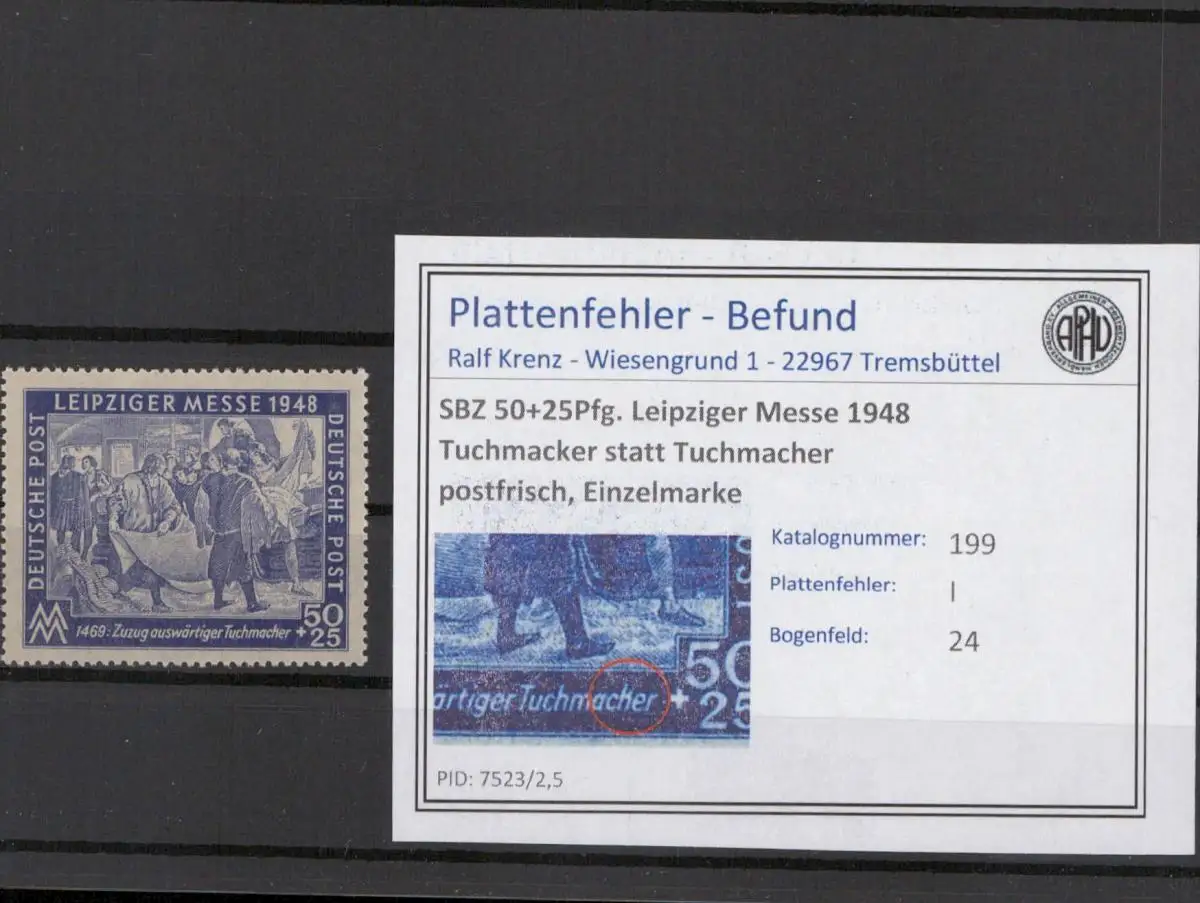 LEIPZIGER MESSE 1948
DEUTSCHE POST
DEUTSCHE POST
1469: Zuzug auswärtiger Tuchmacher
50
+25
Plattenfehler - Befund
Ralf Krenz - Wiesengrund 1 - 22967 Tremsbüttel
APHV
SBZ 50+25Pfg. Leipziger Messe 1948
Tuchmacker statt Tuchmacher
postfrisch, Einzelmarke
Katalognummer: 199
Plattenfehler: I
Bogenfeld: 24
50
ärtiger Tuchmacher + 25
PID: 7523/2,5